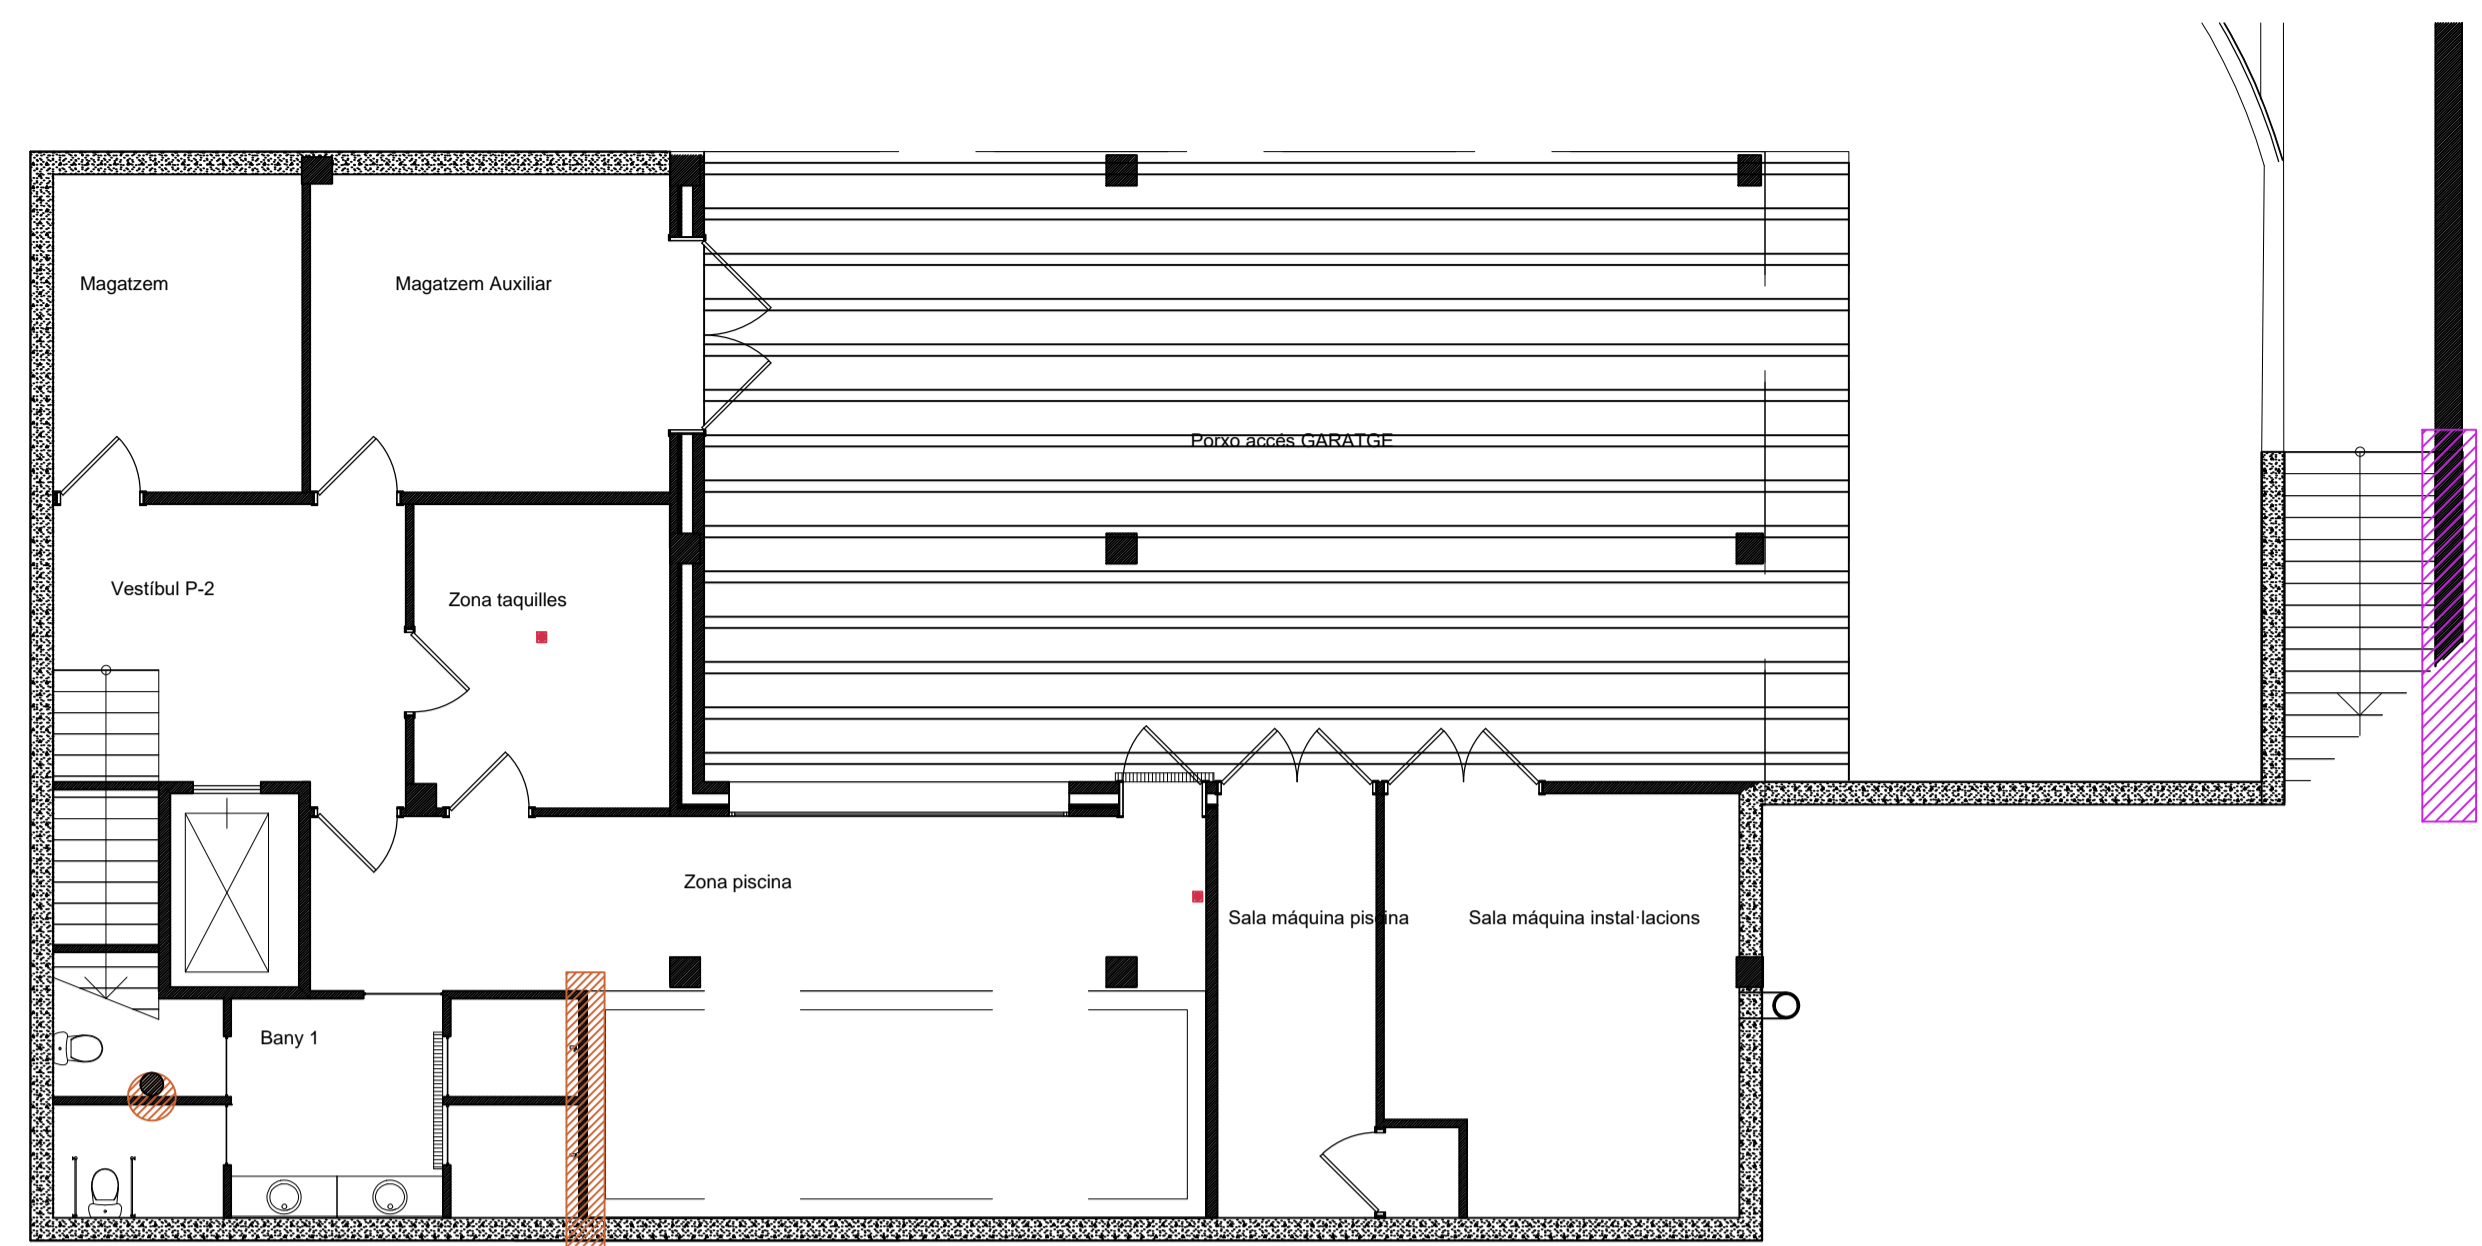 Magatzem
Magatzem Auxiliar
Porxo accés GARATGE
Vestíbul P-2
Zona taquilles
Zona piscina
Sala máquina piscina
Sala máquina instal·lacions
Bany 1